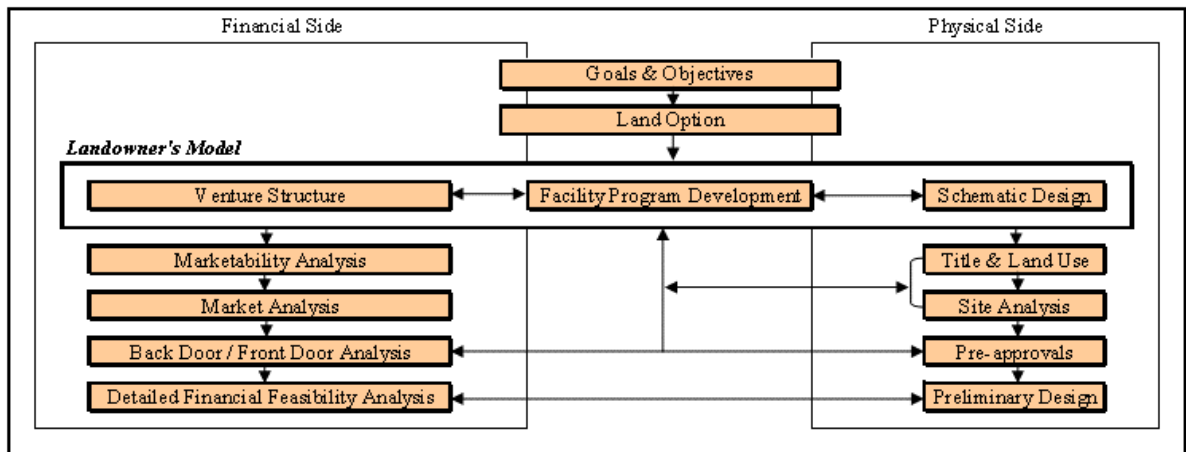 Financial Side
Physical Side
Goals & Objectives
Land Option
Landowner's Model
Venture Structure
Facility Program Development
Schematic Design
Marketability Analysis
Title & Land Use
Market Analysis
Site Analysis
Back Door / Front Door Analysis
Pre-approvals
Detailed Financial Feasibility Analysis
Preliminary Design